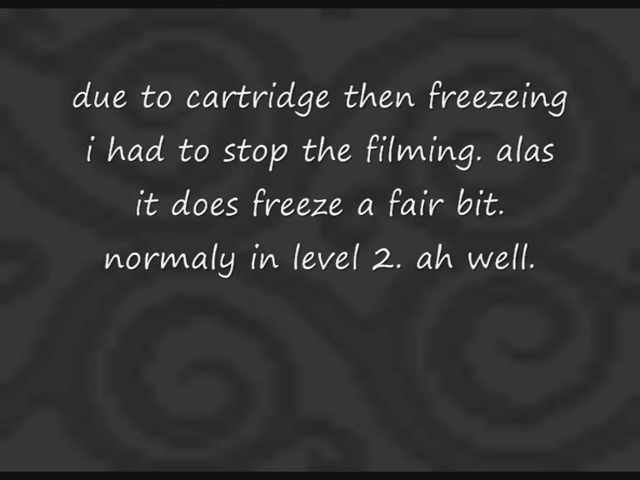 due to cartridge then freezeing
i had to stop the filming. alas
it does freeze a fair bit.
normaly in level 2. ah well.